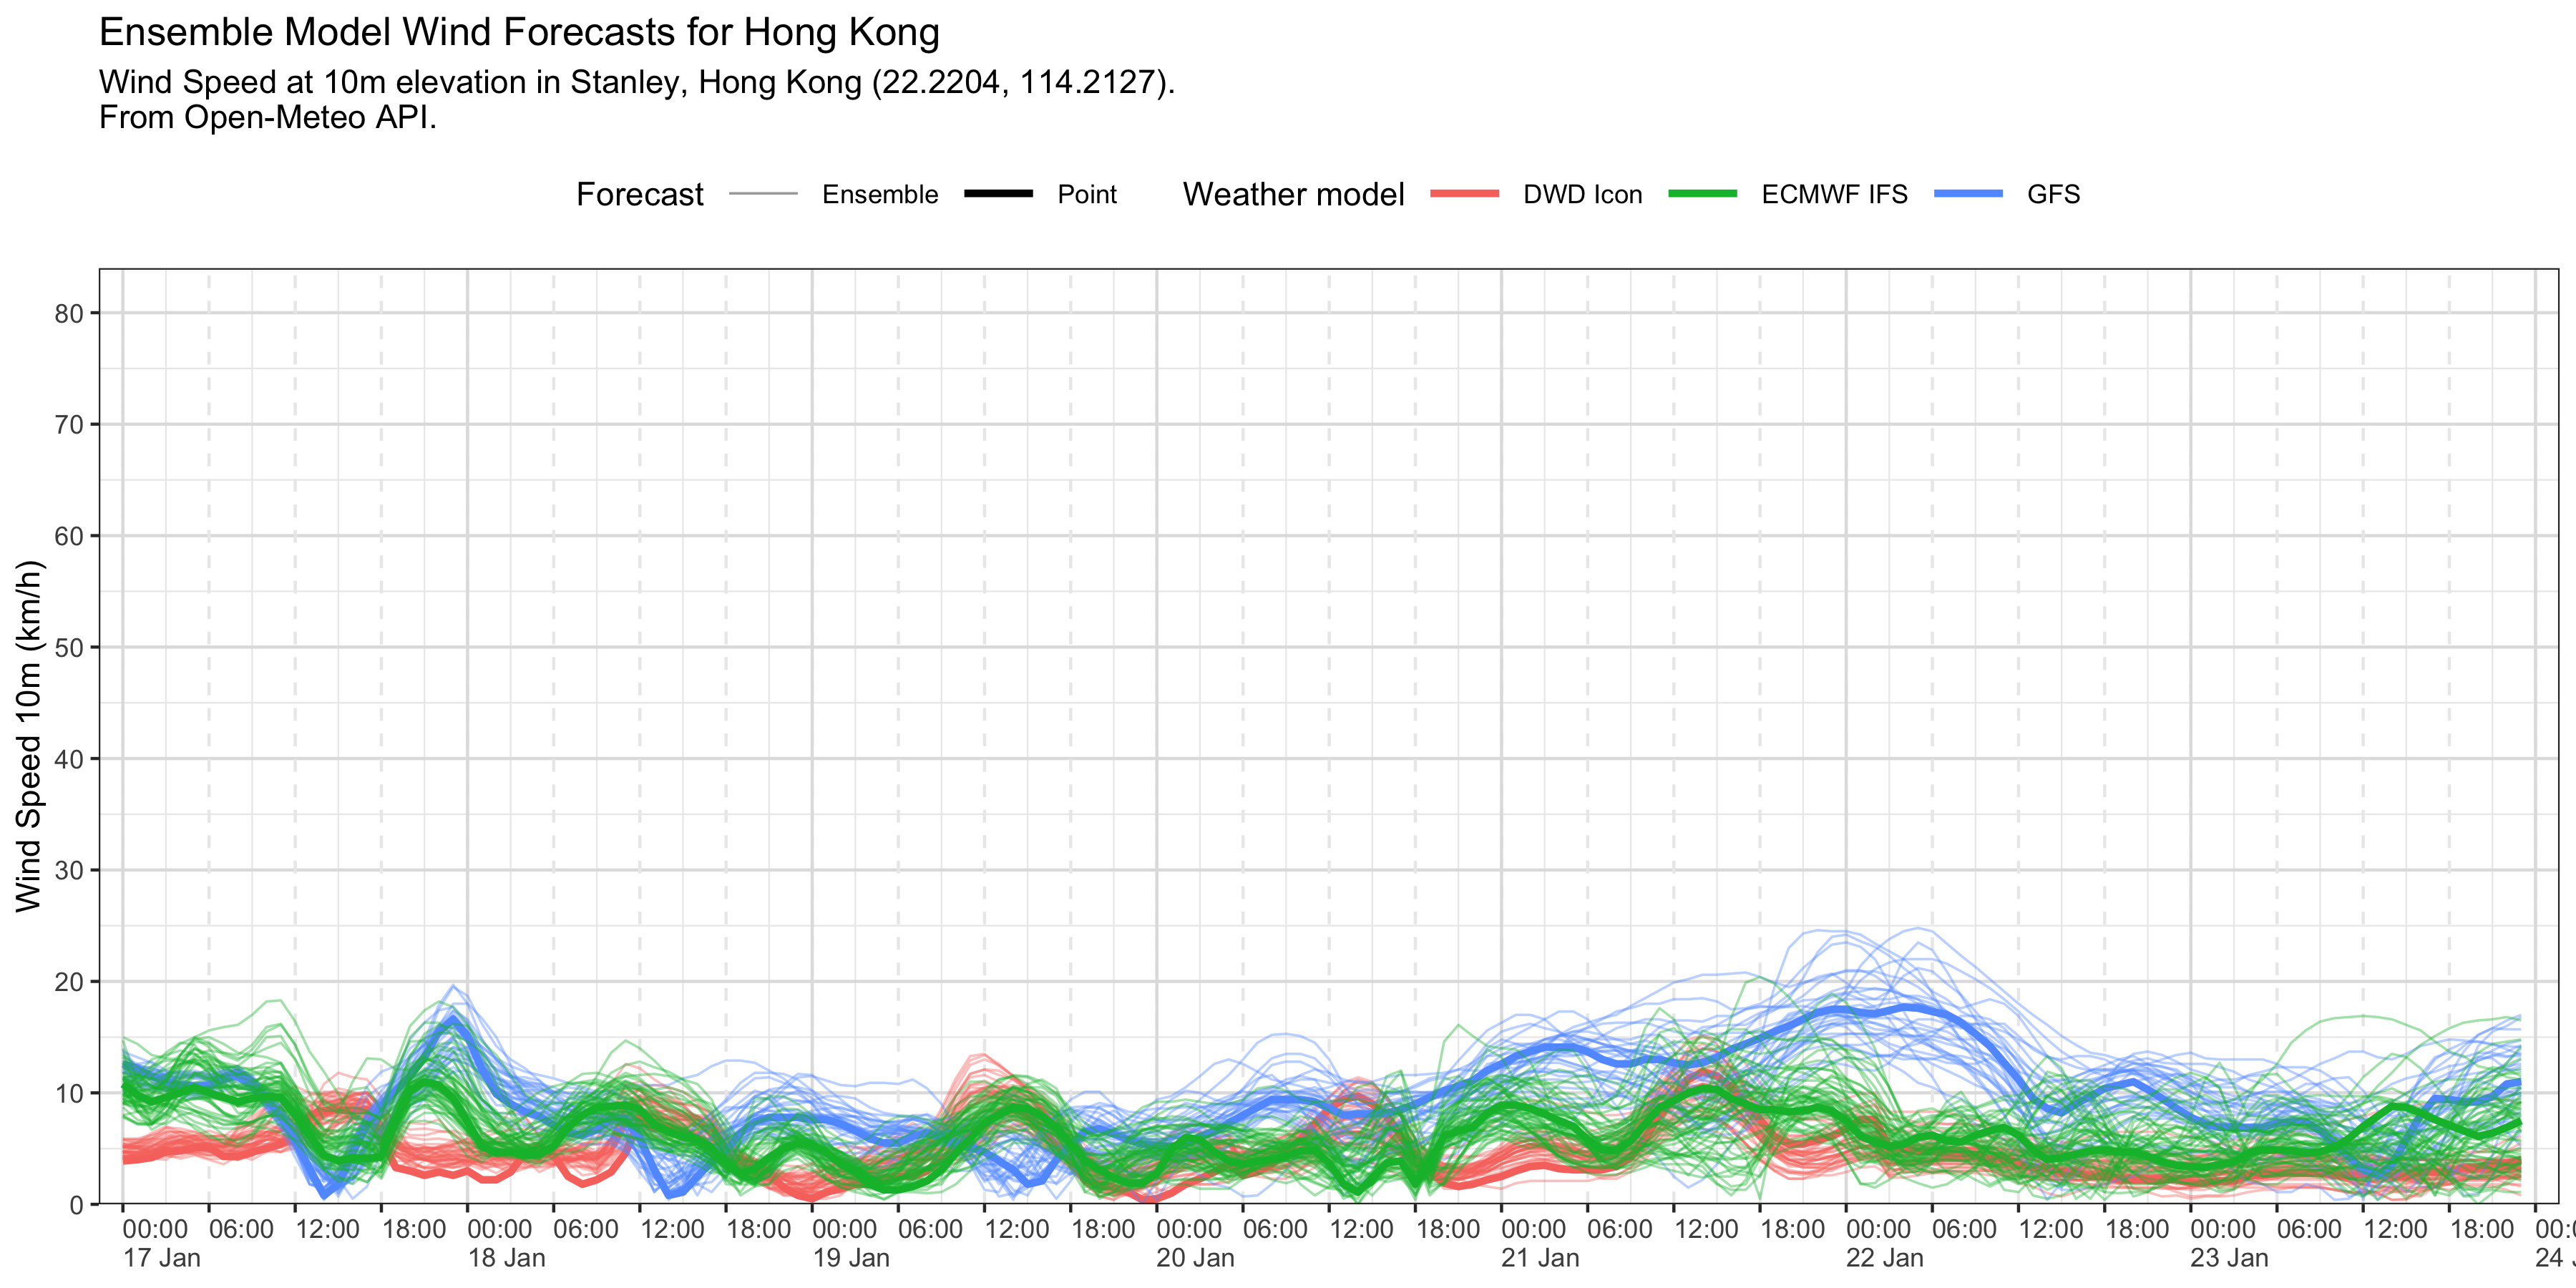 Ensemble Model Wind Forecasts for Hong Kong
Wind Speed at 10m elevation in Stanley, Hong Kong (22.2204, 114.2127).
From Open-Meteo API.
Forecast Ensemble Point Weather model DWD Icon ECMWF IFS GFS
Wind Speed 10m (km/h)
80
70
60
50
40
30
20
10
0
00:00 06:00 12:00 18:00 00:00 06:00 12:00 18:00 00:00 06:00 12:00 18:00 00:00 06:00 12:00 18:00 00:00 06:00 12:00 18:00 00:00 06:00 12:00 18:00 00:00 06:00 12:00 18:00
17 Jan 18 Jan 19 Jan 20 Jan 21 Jan 22 Jan 23 Jan 24